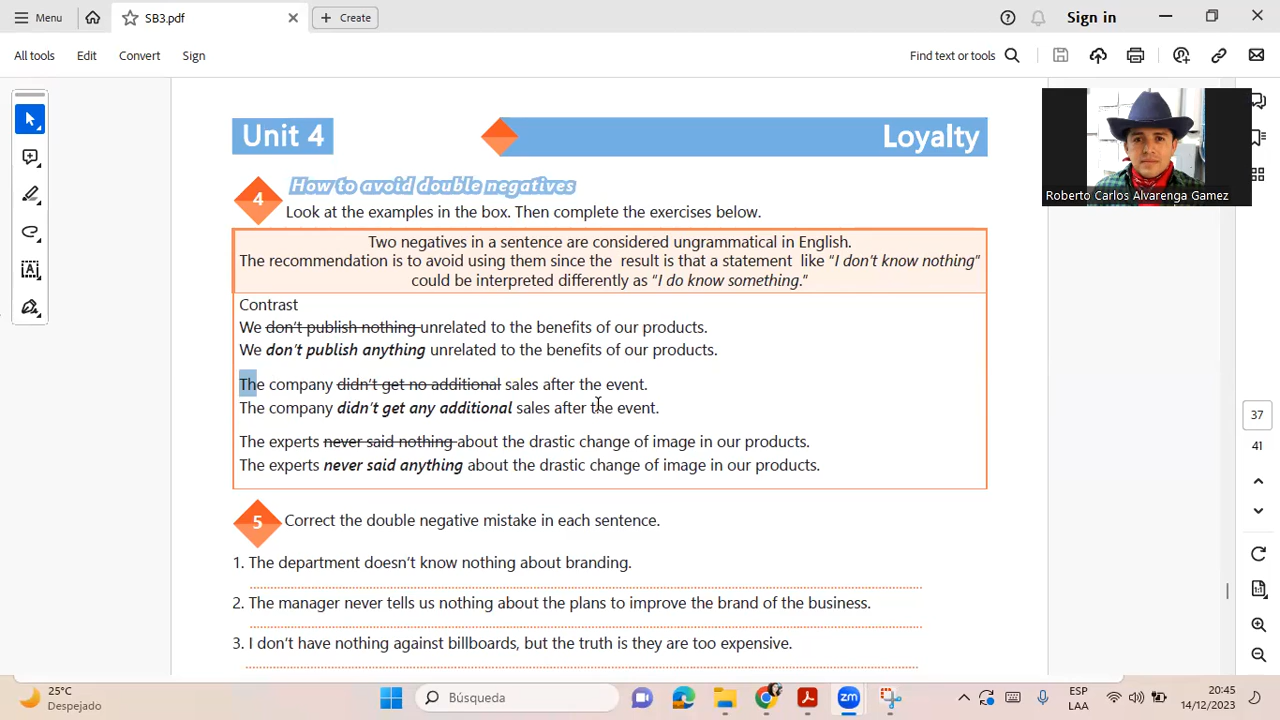 Menu
SB3.pdf
Create
Sign in
All tools
Edit
Convert
Sign
Find text or tools
Unit 4
Loyalty
4
How to avoid double negatives
Look at the examples in the box. Then complete the exercises below.
Two negatives in a sentence are considered ungrammatical in English.
The recommendation is to avoid using them since the result is that a statement like “I don't know nothing”
could be interpreted differently as “I do know something.”
Contrast
We don't publish nothing unrelated to the benefits of our products.
We don't publish anything unrelated to the benefits of our products.
The company didn't get no additional sales after the event.
The company didn't get any additional sales after the event.
The experts never said nothing about the drastic change of image in our products.
The experts never said anything about the drastic change of image in our products.
5
Correct the double negative mistake in each sentence.
1. The department doesn't know nothing about branding.
2. The manager never tells us nothing about the plans to improve the brand of the business.
3. I don't have nothing against billboards, but the truth is they are too expensive.
Roberto Carlos Alvarenga Gamez
37
41
25°C
Despejado
Búsqueda
ESP
LAA
20:45
14/12/2023